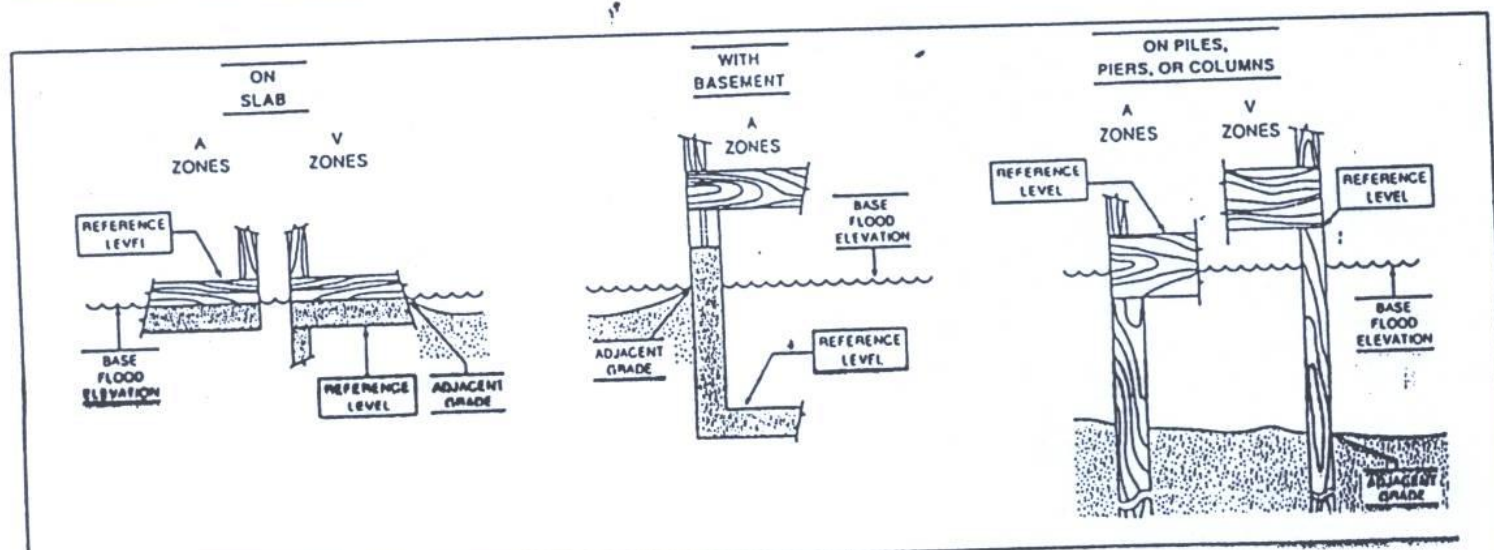 ON
SLAB
A
ZONES
V
ZONES
REFERENCE
LEVEL
BASE
FLOOD
ELEVATION
REFERENCE
LEVEL
ADJACENT
GRADE
WITH
BASEMENT
A
ZONES
BASE
FLOOD
ELEVATION
ADJACENT
GRADE
REFERENCE
LEVEL
ON PILES,
PIERS, OR COLUMNS
A
ZONES
V
ZONES
REFERENCE
LEVEL
REFERENCE
LEVEL
BASE
FLOOD
ELEVATION
ADJACENT
GRADE